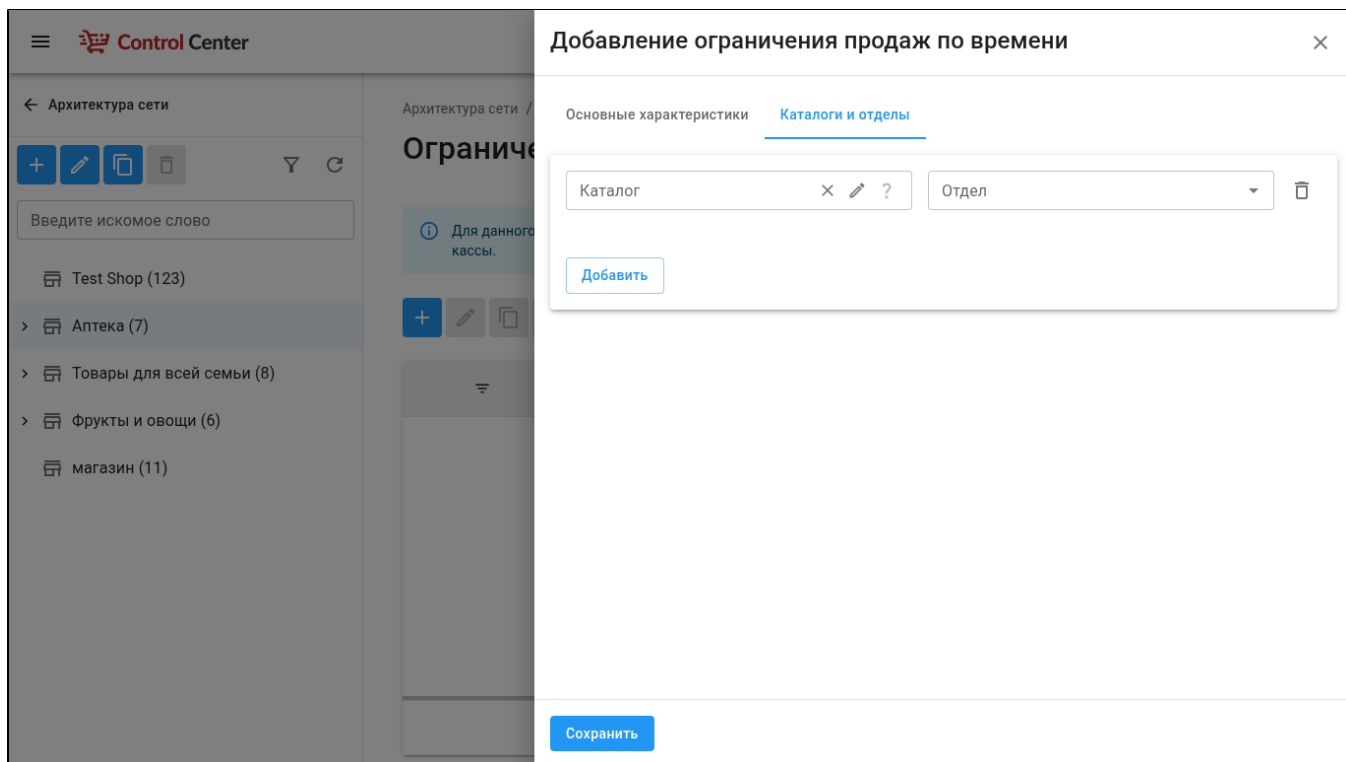 Control Center
Добавление ограничения продаж по времени
Архитектура сети
Архитектура сети /
Основные характеристики
Каталоги и отделы
Введите искомое слово
Для данного
кассы.
Каталог
?
Отдел
Добавить
Test Shop (123)
Аптека (7)
Товары для всей семьи (8)
Фрукты и овощи (6)
магазин (11)
Сохранить